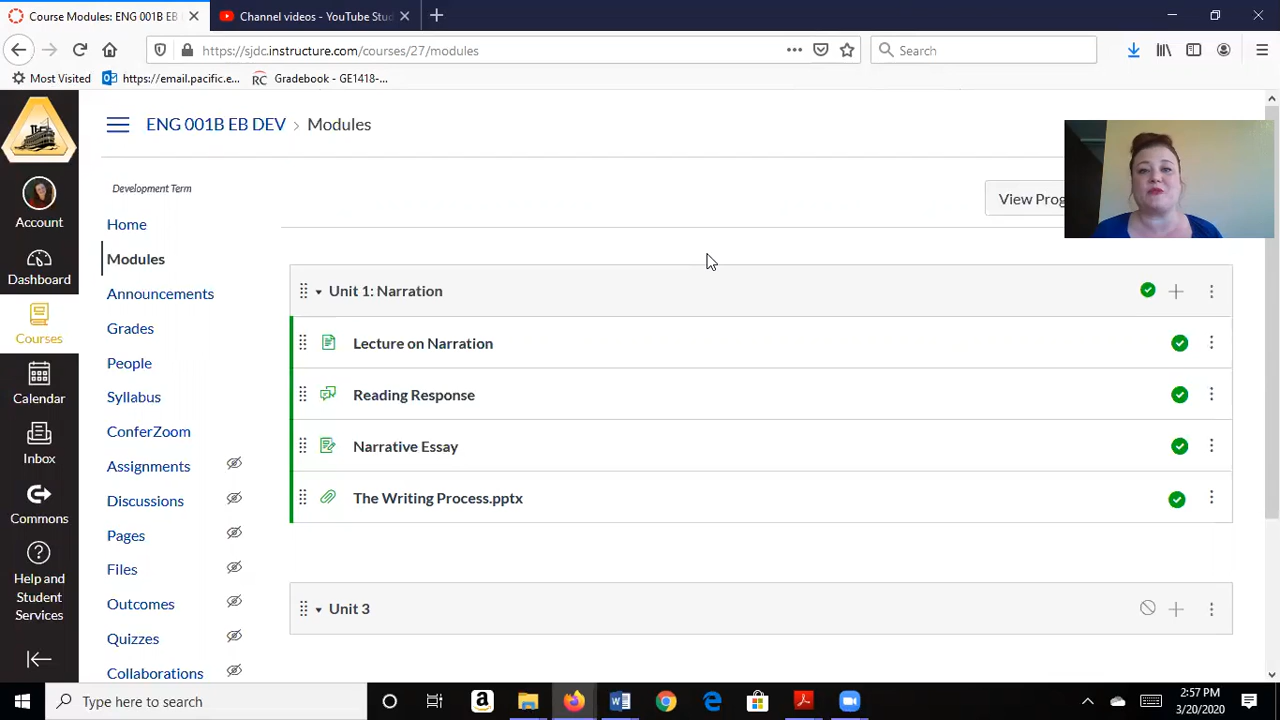 Course Modules: ENG 001B EB
Channel videos - YouTube Stud
https://sjdc.instructure.com/courses/27/modules
Search
Most Visited
https://email.pacific.e...
Gradebook - GE1418-...
ENG 001B EB DEV > Modules
Development Term
View Prog
Account
Dashboard
Courses
Calendar
Inbox
Commons
Help and
Student
Services
Home
Modules
Announcements
Grades
People
Syllabus
ConferZoom
Assignments
Discussions
Pages
Files
Outcomes
Quizzes
Collaborations
Unit 1: Narration
Lecture on Narration
Reading Response
Narrative Essay
The Writing Process.pptx
Unit 3
Type here to search
2:57 PM
3/20/2020